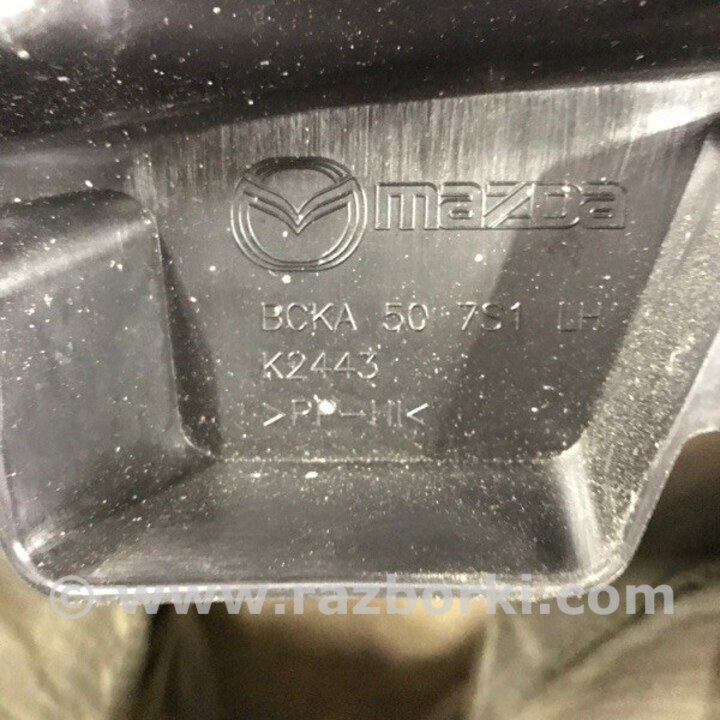 mazda
BCKA 50 7S1 LH
K2443
>PP-HI<
© www.razborki.com